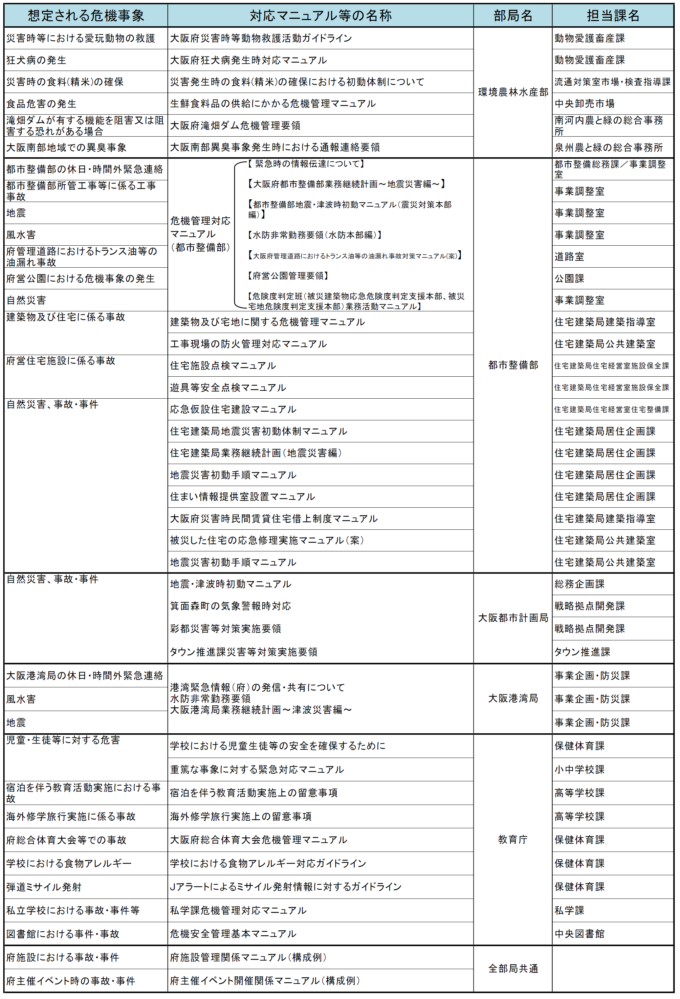 想定される危機事象 対応マニュアル等の名称 部局名 担当課名
災害時等における愛玩動物の救護 大阪府災害時等動物救護活動ガイドライン 動物愛護畜産課
狂犬病の発生 大阪府狂犬病発生時対応マニュアル 動物愛護畜産課
災害時の食料(精米)の確保 災害発生時の食料(精米)の確保における初動体制について 流通対策室市場・検査指導課
環境農林水産部
食品危害の発生 生鮮食料品の供給にかかる危機管理マニュアル 中央卸売市場
滝畑ダムが有する機能を阻害又は阻
害する恐れがある場合
大阪府滝畑ダム危機管理要領
南河内農と緑の総合事務
所
大阪南部地域での異臭事象 大阪南部異臭事象発生時における通報連絡要領 泉州農と緑の総合事務所
都市整備部の休日・時間外緊急連絡
都市整備部所管工事等に係る工事
事故
地震
風水害
府管理道路におけるトランス油等の
油漏れ事故
府営公園における危機事象の発生
自然災害
危機管理対応
マニュアル
（都市整備部）
【 緊急時の情報伝達について】
【大阪府都市整備部業務継続計画～地震災害編～】
【都市整備部地震・津波時初動マニュアル（震災対策本部
編）】
【水防非常勤務要領（水防本部編）】
【大阪府管理道路におけるトランス油等の油漏れ事故対策マニュアル(案)】
【府営公園管理要領】
【危険度判定班（被災建築物応急危険度判定支援本部、被災
宅地危険度判定支援本部）業務活動マニュアル】
都市整備総務課／事業調整
室
事業調整室
事業調整室
事業調整室
道路室
公園課
事業調整室
建築物及び住宅に係る事故
建築物及び宅地に関する危機管理マニュアル 住宅建築局建築指導室
工事現場の防火管理対応マニュアル 住宅建築局公共建築室
府営住宅施設に係る事故
都市整備部
住宅施設点検マニュアル 住宅建築局住宅経営室施設保全課
遊具等安全点検マニュアル 住宅建築局住宅経営室施設保全課
自然災害、事故・事件
応急仮設住宅建設マニュアル 住宅建築局住宅経営室住宅整備課
住宅建築局地震災害初動体制マニュアル 住宅建築局居住企画課
住宅建築局業務継続計画（地震災害編） 住宅建築局居住企画課
地震災害初動手順マニュアル 住宅建築局居住企画課
住まい情報提供室設置マニュアル 住宅建築局居住企画課
大阪府災害時民間賃貸住宅借上制度マニュアル 住宅建築局建築指導室
被災した住宅の応急修理実施マニュアル（案） 住宅建築局公共建築室
地震災害初動手順マニュアル 住宅建築局公共建築室
自然災害、事故・事件
地震・津波時初動マニュアル 総務企画課
箕面森町の気象警報時対応 戦略拠点開発課
大阪都市計画局
彩都災害等対策実施要領 戦略拠点開発課
タウン推進課災害等対策実施要領 タウン推進課
大阪港湾局の休日・時間外緊急連絡
風水害
地震
港湾緊急情報（府）の発信・共有について
水防非常勤務要領
大阪港湾局業務継続計画～津波災害編～
大阪港湾局
事業企画・防災課
事業企画・防災課
事業企画・防災課
児童・生徒等に対する危害
学校における児童生徒等の安全を確保するために 保健体育課
重篤な事象に対する緊急対応マニュアル 小中学校課
宿泊を伴う教育活動実施における事
故
宿泊を伴う教育活動実施上の留意事項 高等学校課
海外修学旅行実施に係る事故 海外修学旅行実施上の留意事項 高等学校課
府総合体育大会等での事故 大阪府総合体育大会危機管理マニュアル 教育庁 保健体育課
学校における食物アレルギー 学校における食物アレルギー対応ガイドライン 保健体育課
弾道ミサイル発射 Jアラートによるミサイル発射情報に対するガイドライン 保健体育課
私立学校における事故・事件等 私学課危機管理対応マニュアル 私学課
図書館における事件・事故 危機安全管理基本マニュアル 中央図書館
府施設における事故・事件 府施設管理関係マニュアル（構成例）
全部局共通
府主催イベント時の事故・事件 府主催イベント開催関係マニュアル（構成例）